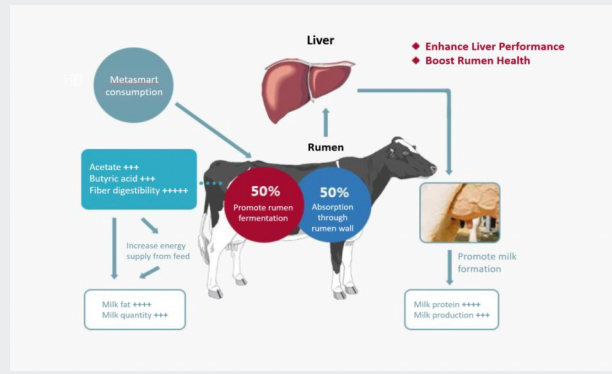 Liver
Enhance Liver Performance
Boost Rumen Health
Metasmart
consumption
Rumen
Acetate +++
Butyric acid +++
Fiber digestibility +++++
50%
Promote rumen
fermentation
50%
Absorption
through
rumen wall
Increase energy
supply from feed
Promote milk
formation
Milk fat ++++
Milk quantity +++
Milk protein ++++
Milk production +++